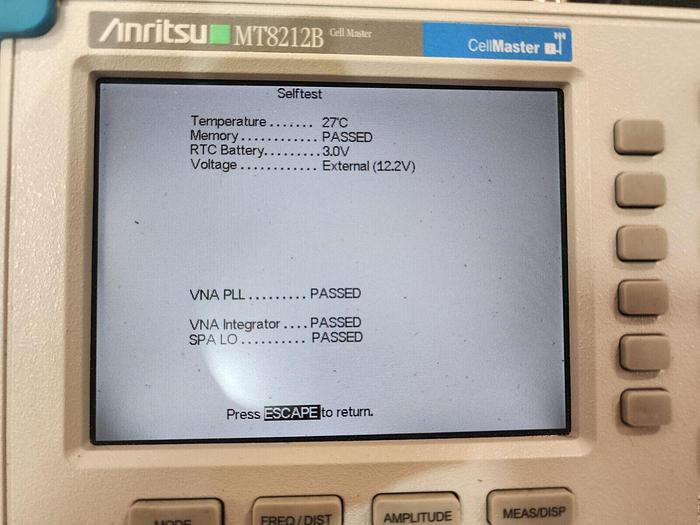 Anritsu MT8212B Cell Master
CellMaster
Selftest
Temperature ....... 27°C
Memory ............ PASSED
RTC Battery......... 3.0V
Voltage ............ External (12.2V)
VNA PLL ......... PASSED
VNA Integrator .... PASSED
SPA LO .......... PASSED
Press ESCAPE to return.
MODE
FREQ / DIST
AMPLITUDE
MEAS/DISP